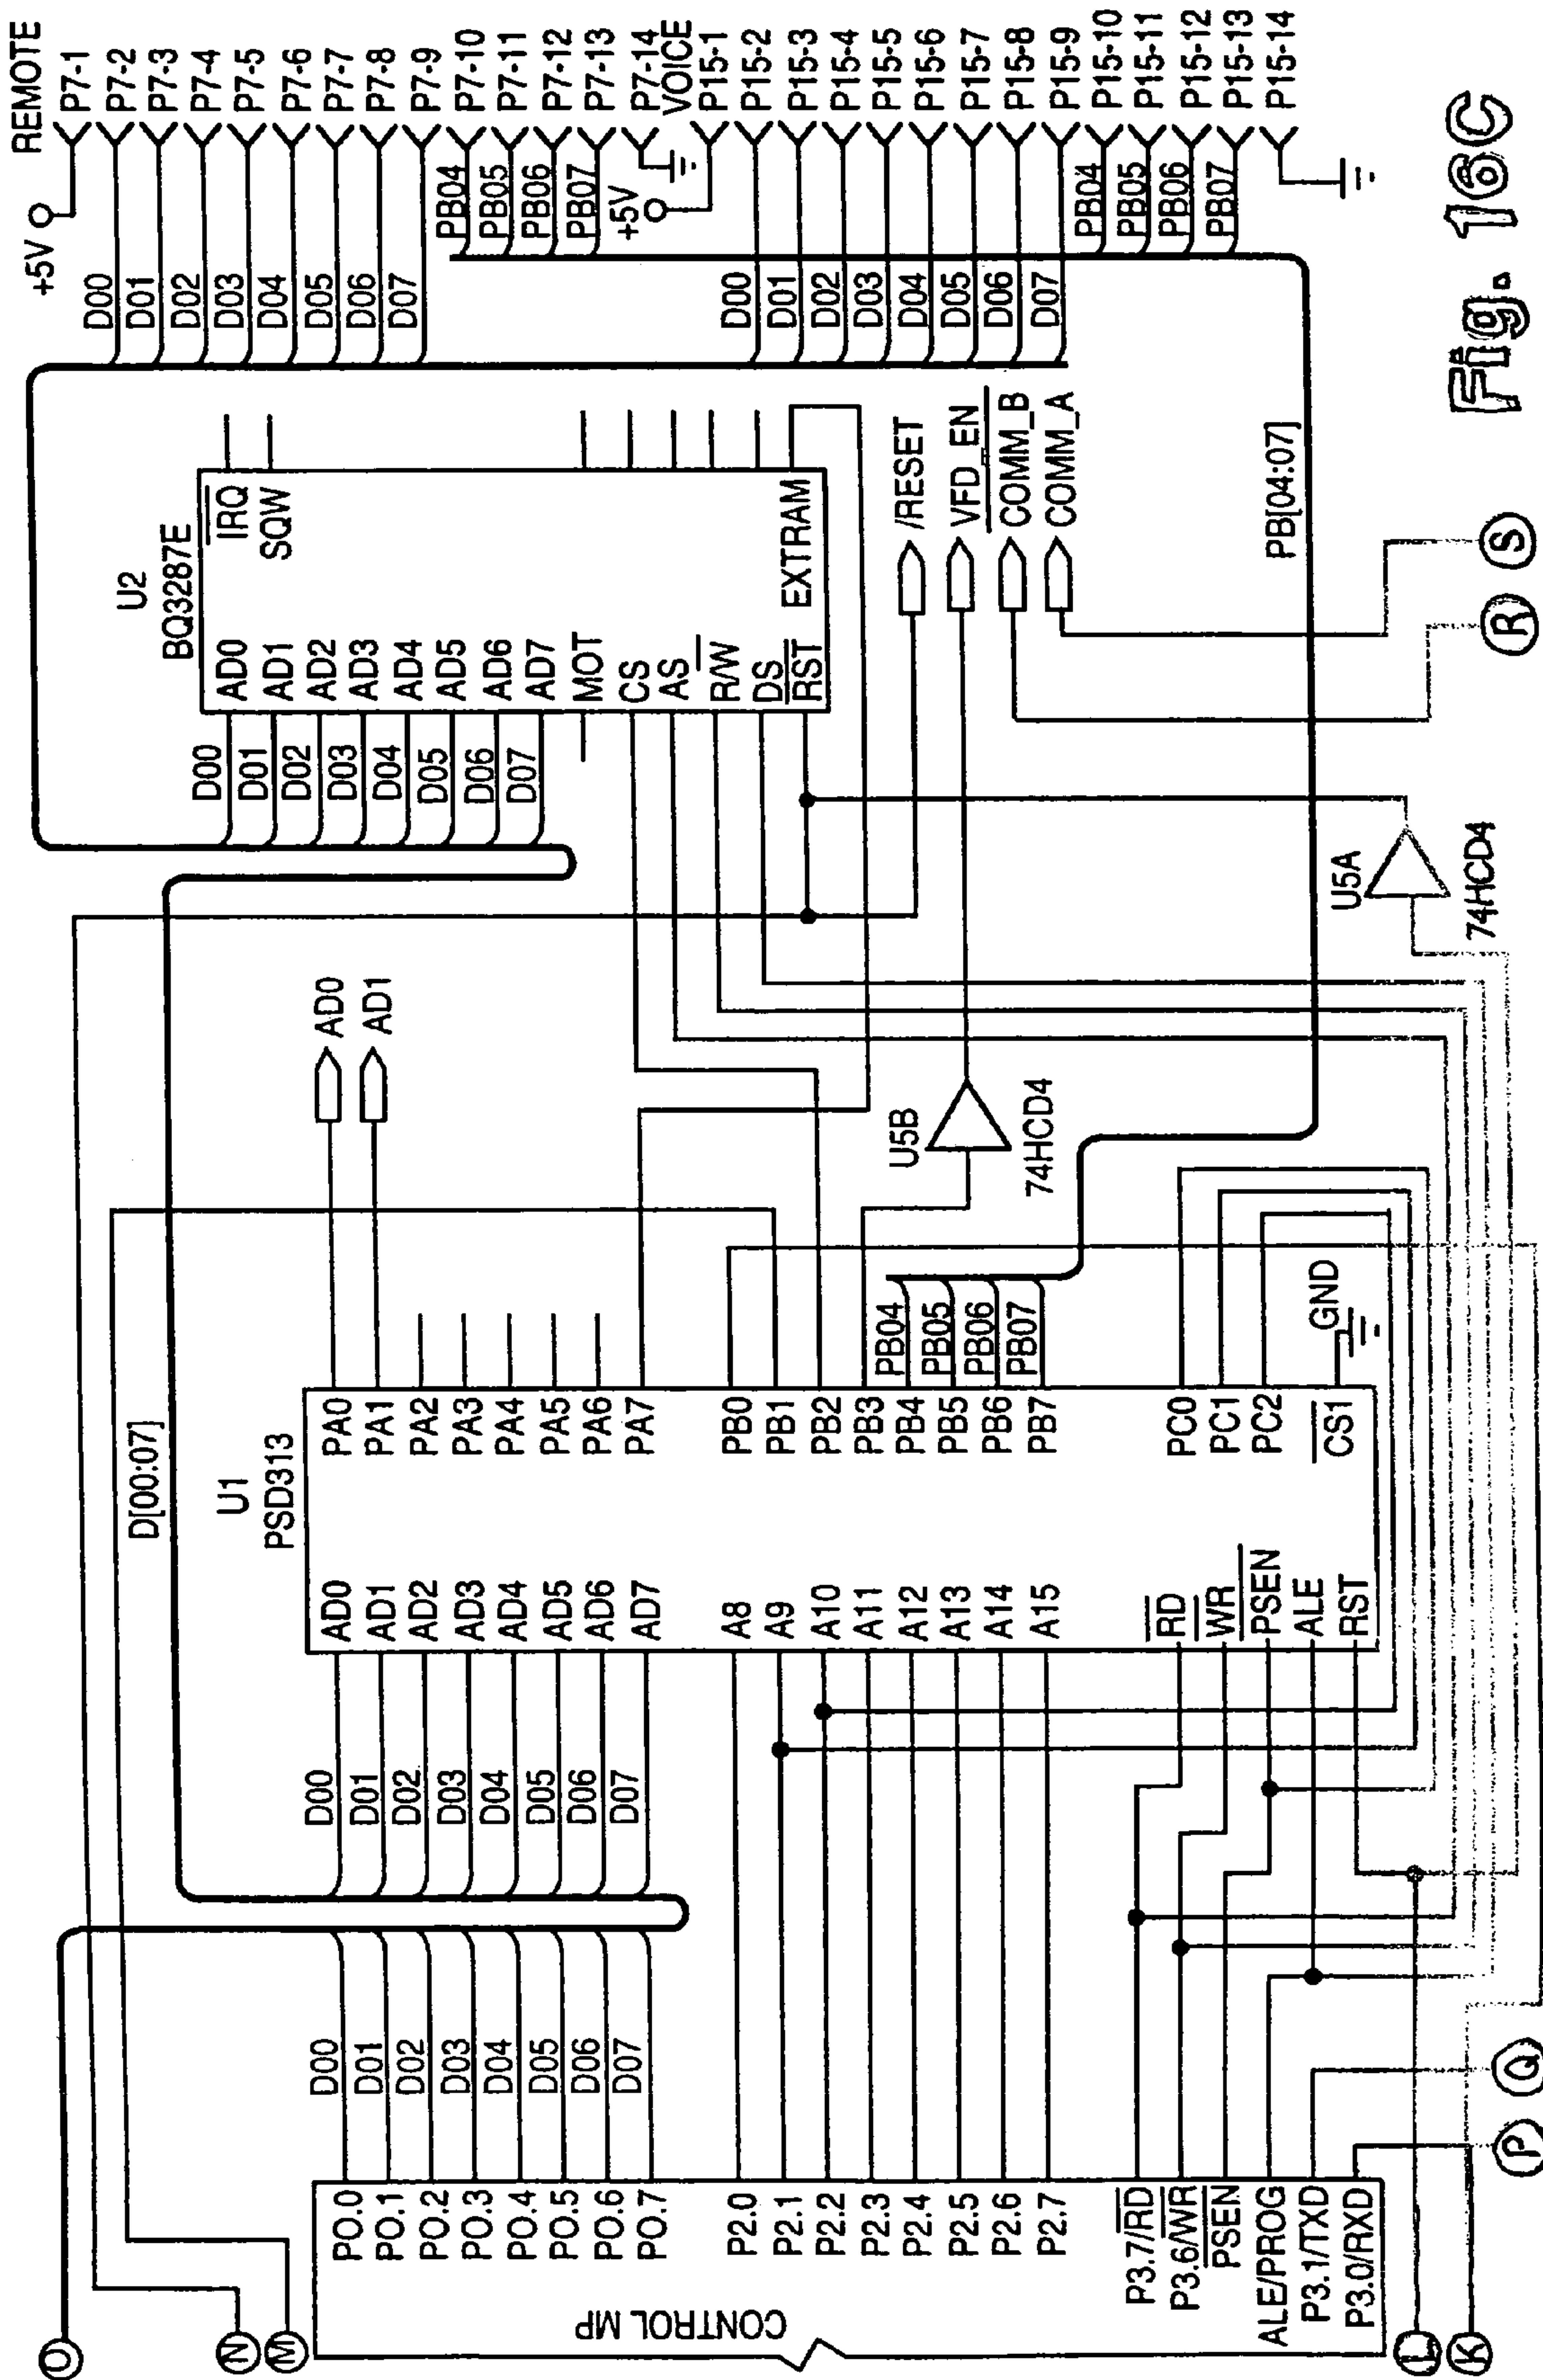 REMOTE
+5V
P7-1
P7-2
P7-3
P7-4
P7-5
P7-6
P7-7
P7-8
P7-9
P7-10
P7-11
P7-12
P7-13
P7-14
D00
D01
D02
D03
D04
D05
D06
D07
PB04
PB05
PB06
PB07
VOICE
+5V
P15-1
P15-2
P15-3
P15-4
P15-5
P15-6
P15-7
P15-8
P15-9
P15-10
P15-11
P15-12
P15-13
P15-14
D00
D01
D02
D03
D04
D05
D06
D07
PB04
PB05
PB06
PB07
U2
BQ3287E
AD0
AD1
AD2
AD3
AD4
AD5
AD6
AD7
MOT
CS
AS
R/W
DS
RST
IRQ
SQW
EXTRAM
D00
D01
D02
D03
D04
D05
D06
D07
/RESET
VFD_EN
COMM_B
COMM_A
PB[04:07]
R
S
U5A
74HCD4
U5B
74HCD4
AD0
AD1
D[00:07]
U1
PSD313
AD0
AD1
AD2
AD3
AD4
AD5
AD6
AD7
A8
A9
A10
A11
A12
A13
A14
A15
RD
WR
PSEN
ALE
RST
PA0
PA1
PA2
PA3
PA4
PA5
PA6
PA7
PB0
PB1
PB2
PB3
PB4
PB5
PB6
PB7
PC0
PC1
PC2
CS1
GND
PB04
PB05
PB06
PB07
D00
D01
D02
D03
D04
D05
D06
D07
D00
D01
D02
D03
D04
D05
D06
D07
CONTROL MP
PO.0
PO.1
PO.2
PO.3
PO.4
PO.5
PO.6
PO.7
P2.0
P2.1
P2.2
P2.3
P2.4
P2.5
P2.6
P2.7
P3.7/RD
P3.6/WR
PSEN
ALE/PROG
P3.1/TXD
P3.0/RXD
O
N
M
L
K
P
Q
Fig. 16C